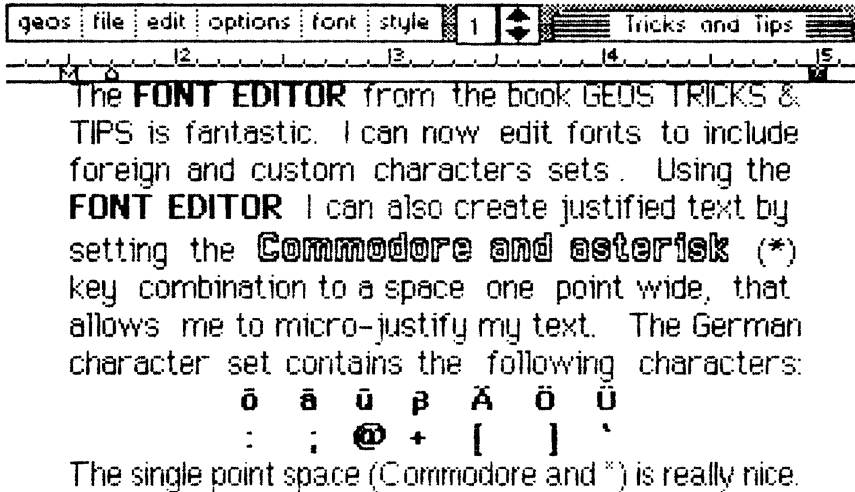 geos file edit options font style 1 Tricks and Tips
2 3 4 5
The FONT EDITOR from the book GEOS TRICKS &
TIPS is fantastic. I can now edit fonts to include
foreign and custom characters sets. Using the
FONT EDITOR I can also create justified text by
setting the Commodore and asterisk (*)
key combination to a space one point wide, that
allows me to micro-justify my text. The German
character set contains the following characters:
ö ä ü β Ä Ö Ü
: ; @ + [ ] `
The single point space (Commodore and *) is really nice.